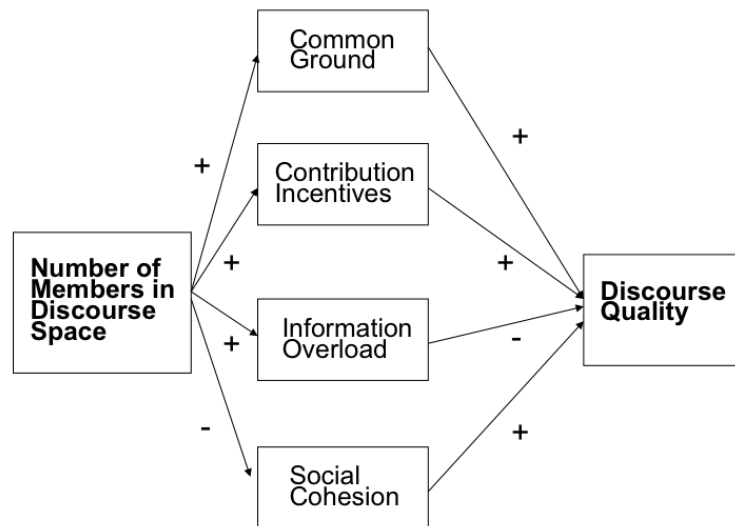 Common
Ground
+
+
Contribution
Incentives
Number of
Members in
Discourse
Space
+
+
Discourse
Quality
+
Information
Overload
-
-
+
Social
Cohesion